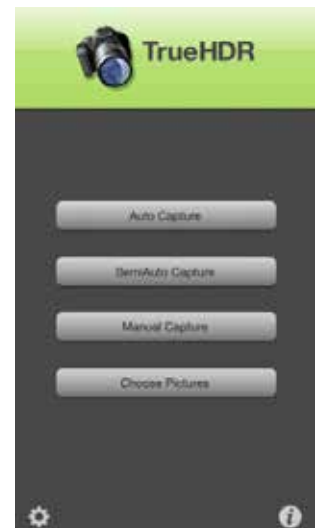 TrueHDR
Auto Capture
SemiAuto Capture
Manual Capture
Choose Pictures